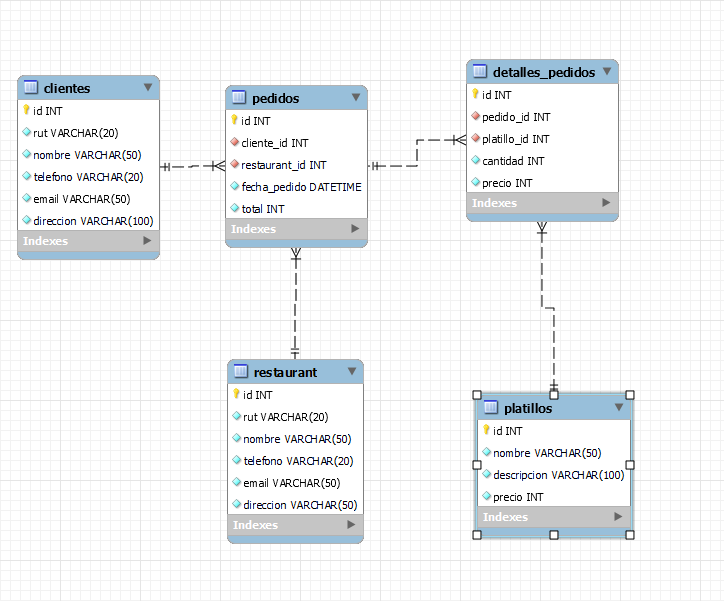 clientes
id INT
rut VARCHAR(20)
nombre VARCHAR(50)
telefono VARCHAR(20)
email VARCHAR(50)
direccion VARCHAR(100)
Indexes
pedidos
id INT
cliente_id INT
restaurant_id INT
fecha_pedido DATETIME
total INT
Indexes
detalles_pedidos
id INT
pedido_id INT
platillo_id INT
cantidad INT
precio INT
Indexes
restaurant
id INT
rut VARCHAR(20)
nombre VARCHAR(50)
telefono VARCHAR(20)
email VARCHAR(50)
direccion VARCHAR(50)
Indexes
platillos
id INT
nombre VARCHAR(50)
descripcion VARCHAR(100)
precio INT
Indexes